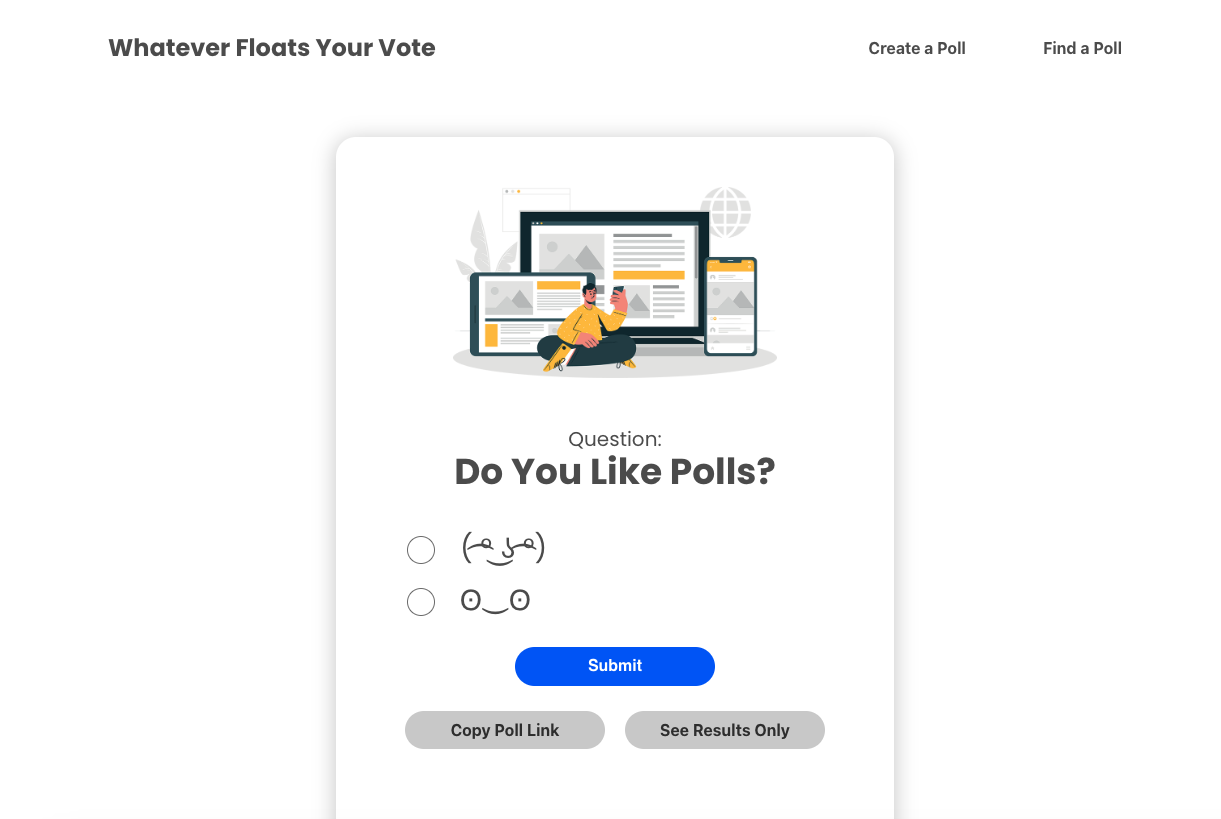 Whatever Floats Your Vote
Create a Poll
Find a Poll
Question:
Do You Like Polls?
( ͡ᵔ ͜ʖ ͡ᵔ)
ʘ‿ʘ
Submit
Copy Poll Link
See Results Only